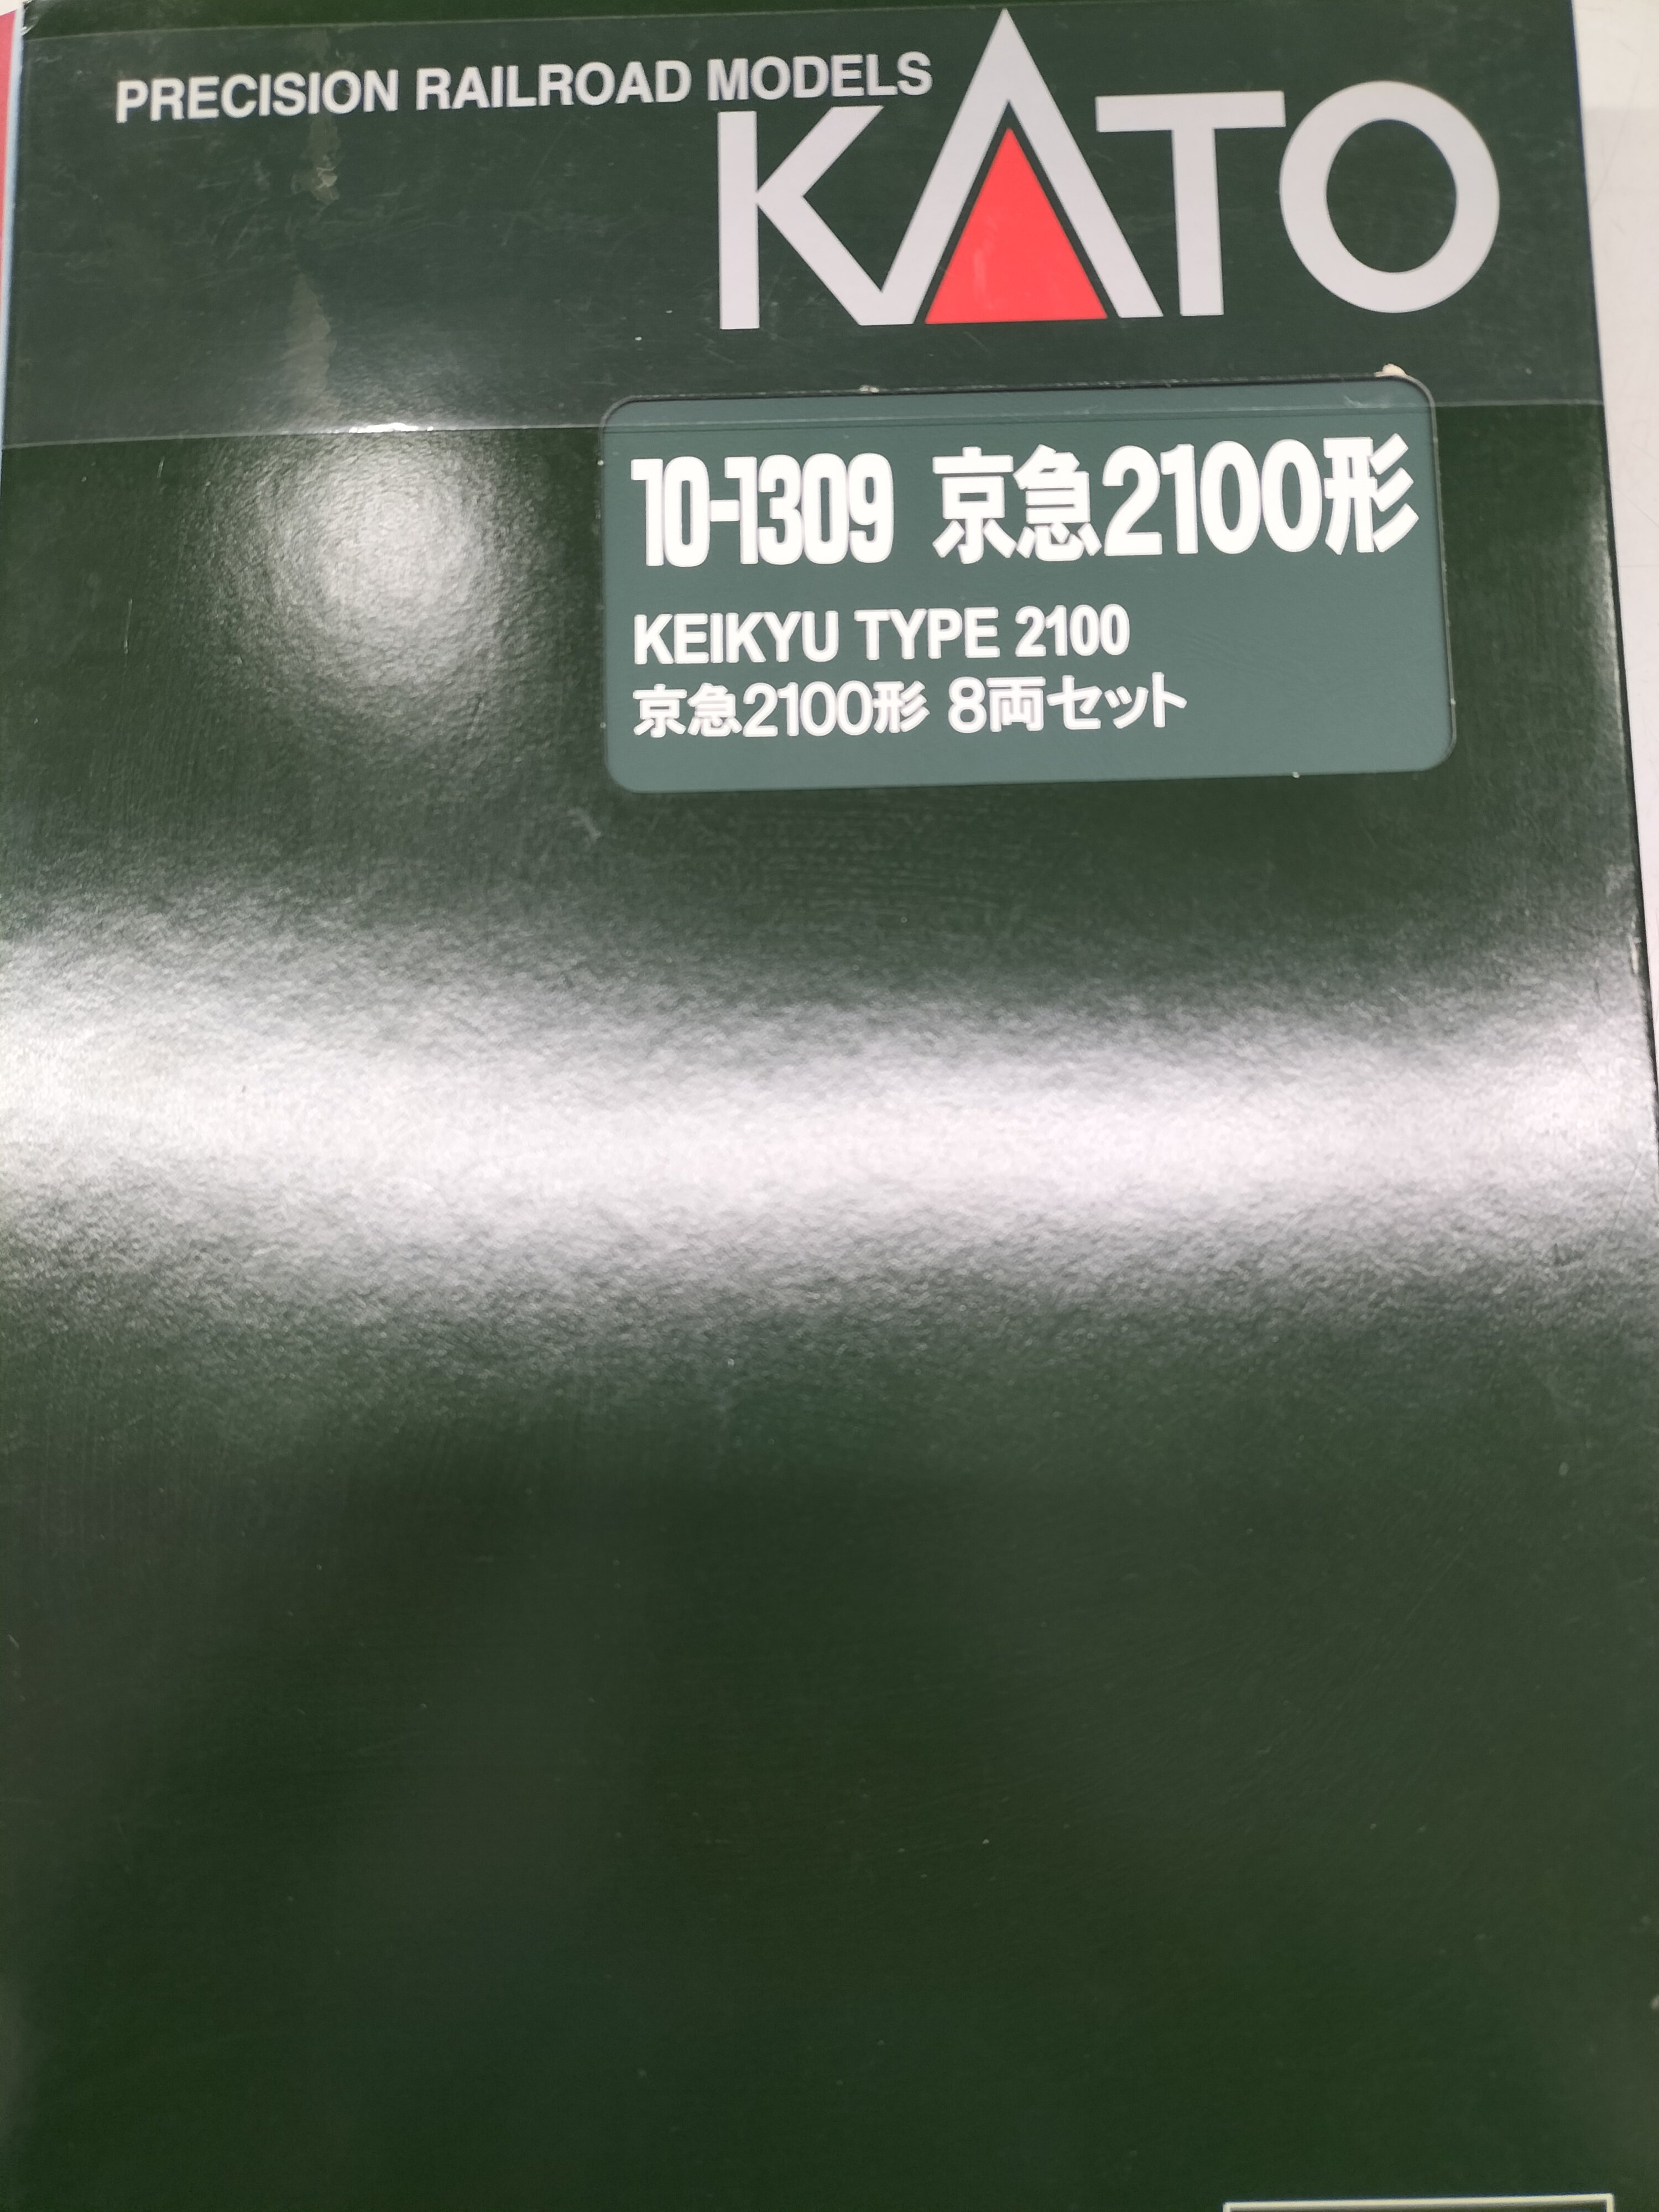 PRECISION RAILROAD MODELS
KATO
10-1309 京急2100形
KEIKYU TYPE 2100
京急2100形 8両セット